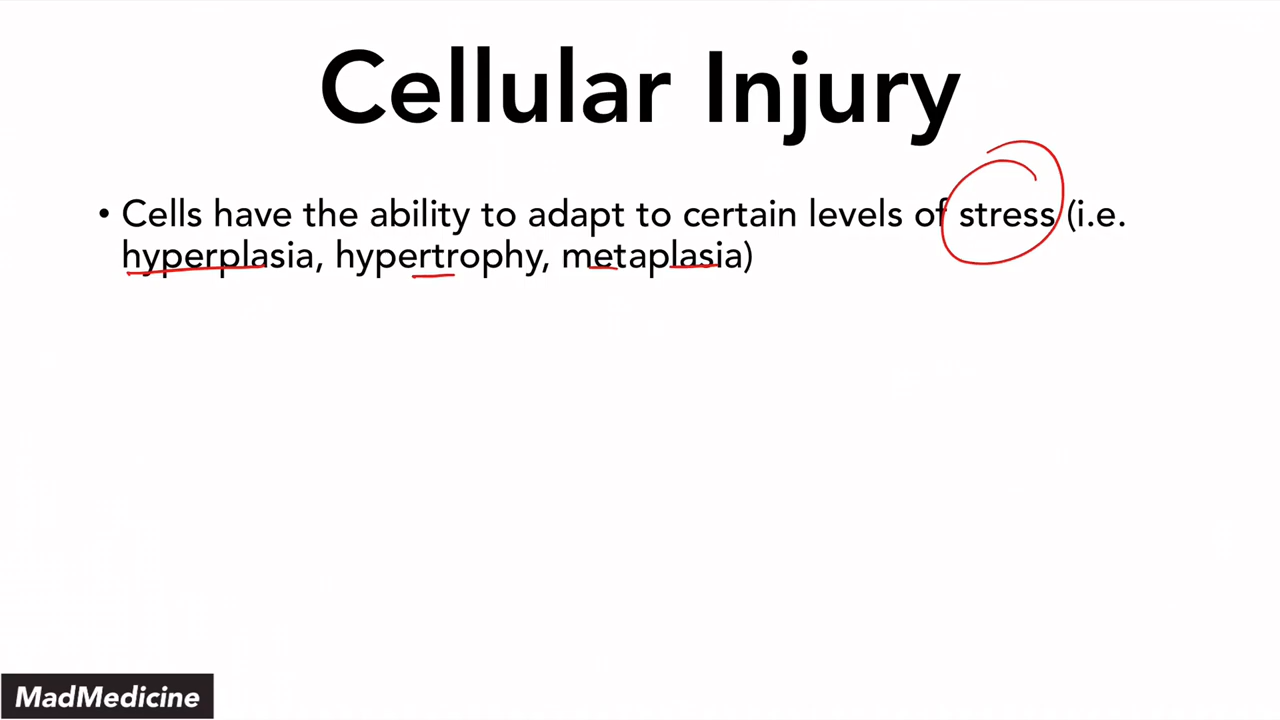 Cellular Injury
• Cells have the ability to adapt to certain levels of stress (i.e.
hyperplasia, hypertrophy, metaplasia)
MadMedicine